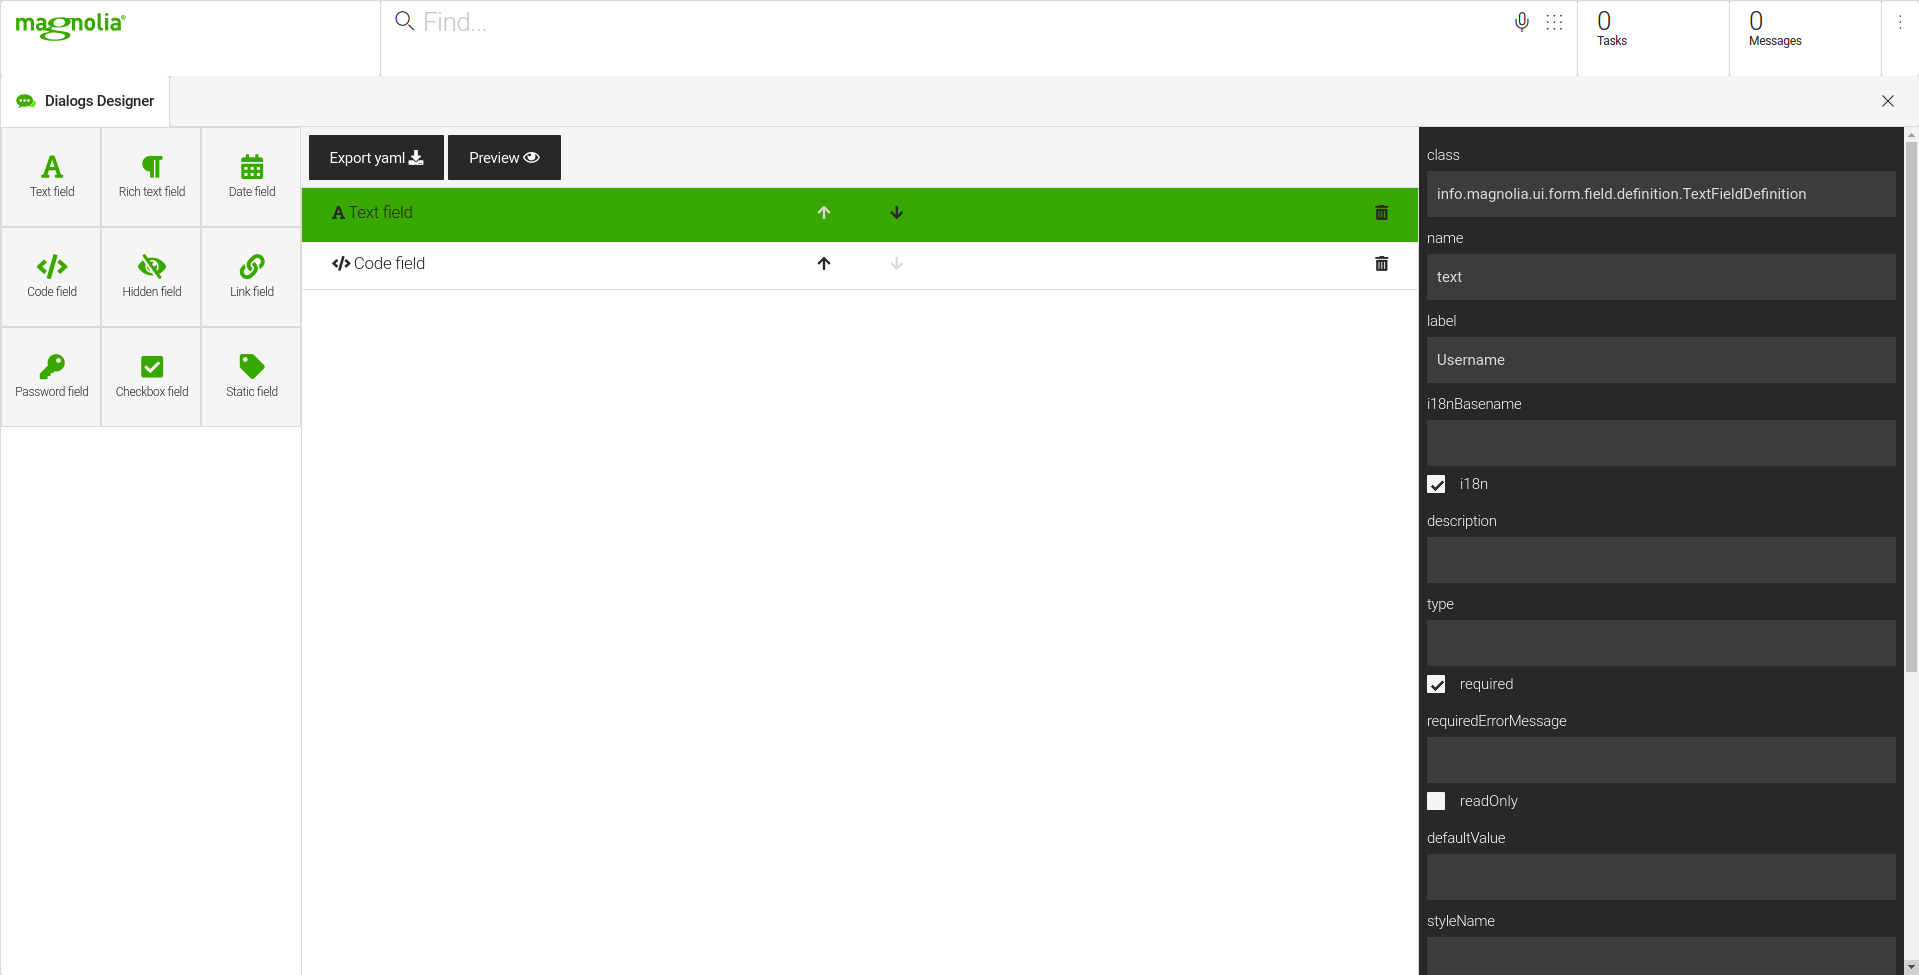 magnolia®
Find...
0
Tasks
0
Messages
Dialogs Designer
Text field
Rich text field
Date field
Code field
Hidden field
Link field
Password field
Checkbox field
Static field
Export yaml
Preview
Text field
Code field
class
info.magnolia.ui.form.field.definition.TextFieldDefinition
name
text
label
Username
i18nBasename
i18n
description
type
required
requiredErrorMessage
readOnly
defaultValue
styleName